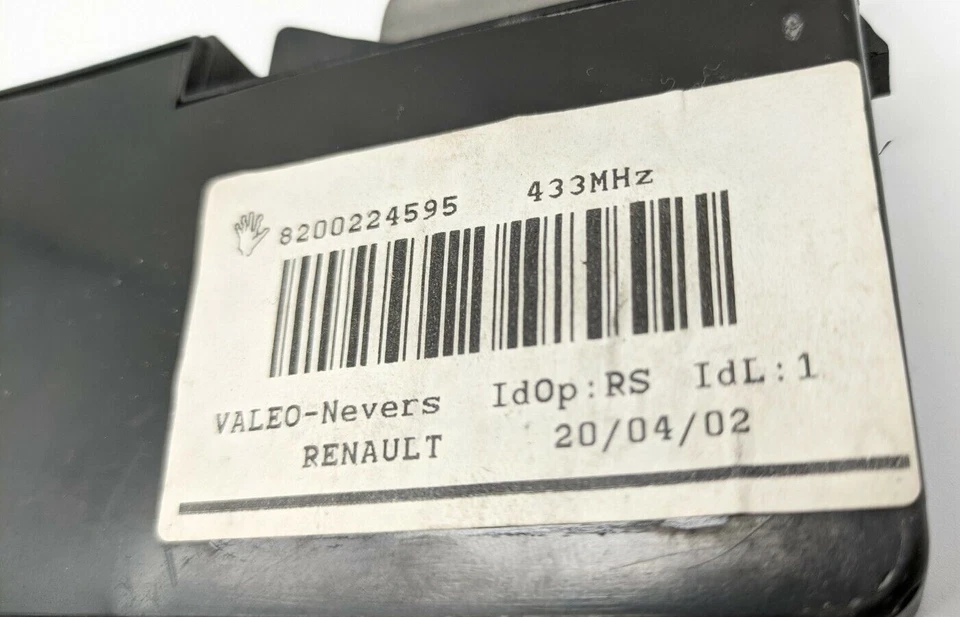 8200224595 433MHz
VALEO-Nevers IdOp:RS IdL:1
RENAULT 20/04/02